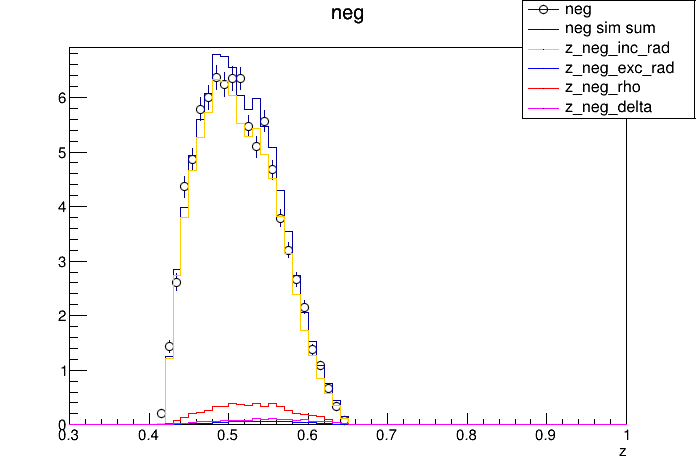 neg
neg
neg sim sum
z_neg_inc_rad
z_neg_exc_rad
z_neg_rho
z_neg_delta
6
5
4
3
2
1
0
0.3 0.4 0.5 0.6 0.7 0.8 0.9 1
z